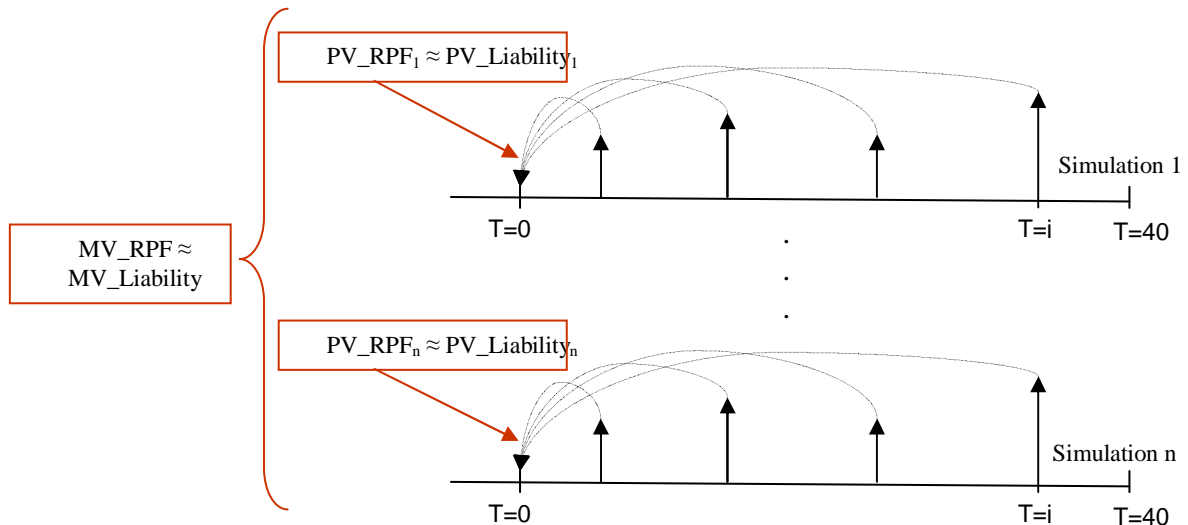 PV_RPF₁ ≈ PV_Liability₁
Simulation 1
T=0
T=i
T=40
MV_RPF ≈
MV_Liability
.
.
.
PV_RPFₙ ≈ PV_Liabilityₙ
Simulation n
T=0
T=i
T=40